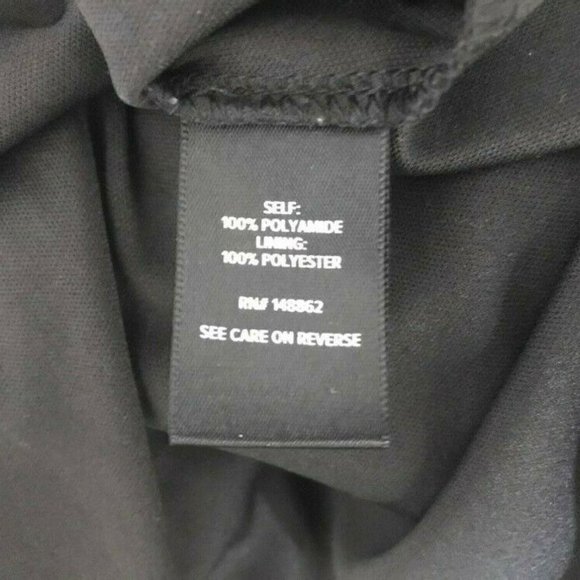 SELF:
100% POLYAMIDE
LINING:
100% POLYESTER
RN# 148862
SEE CARE ON REVERSE